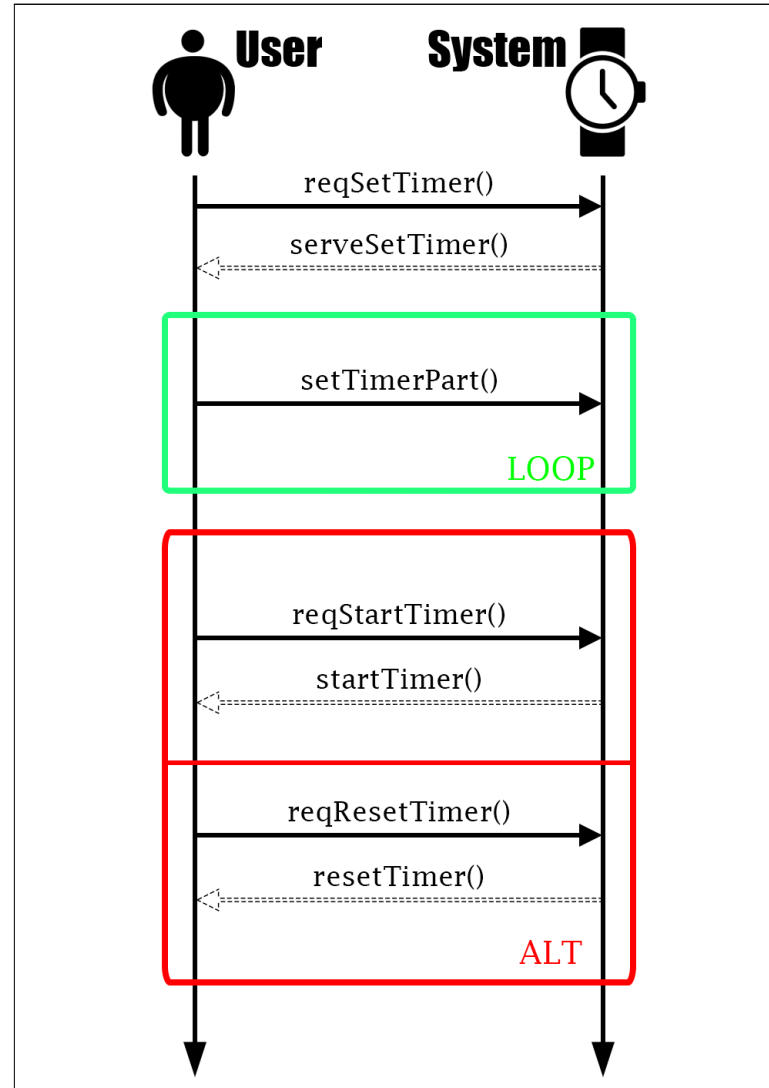 User
System
reqSetTimer()
serveSetTimer()
setTimerPart()
LOOP
reqStartTimer()
startTimer()
reqResetTimer()
resetTimer()
ALT